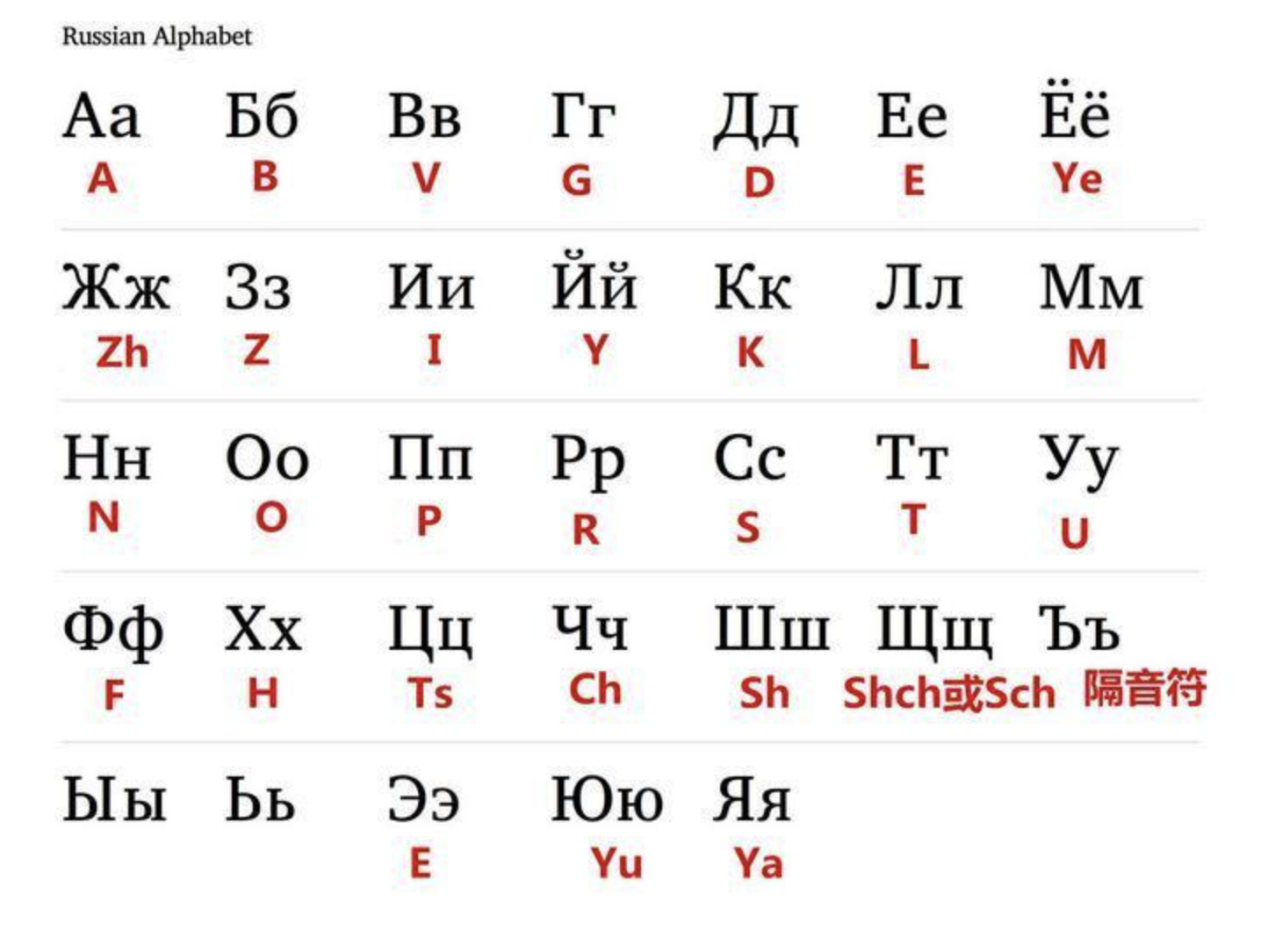 Russian Alphabet
Аа Бб Вв Гг Дд Ее Ёё
A B V G D E Ye
Жж Зз Ии Йй Кк Лл Мм
Zh Z I Y K L M
Нн Оо Пп Рр Сс Тт Уу
N O P R S T U
Фф Хх Цц Чч Шш Щщ Ъъ
F H Ts Ch Sh Shch或Sch 隔音符
Ыы Ьь Ээ Юю Яя
E Yu Ya